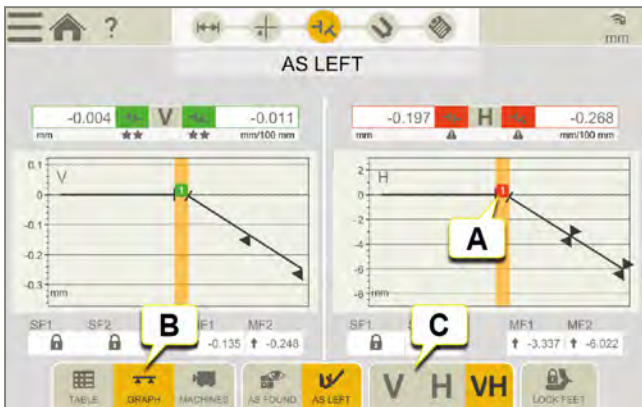 ?
mm
AS LEFT
-0.004 V -0.011
-0.197 H -0.268
mm mm/100 mm
mm mm/100 mm
V
0.1
0
-0.1
-0.2
-0.3
mm
1
H
2
0
-2
-4
-6
-8
mm
1
A
B
C
SF1 SF2 MF2
-0.135 -0.248
SF1 MF1 MF2
-3.337 -6.022
TABLE GRAPH MACHINES AS FOUND AS LEFT V H VH LOCK FEET